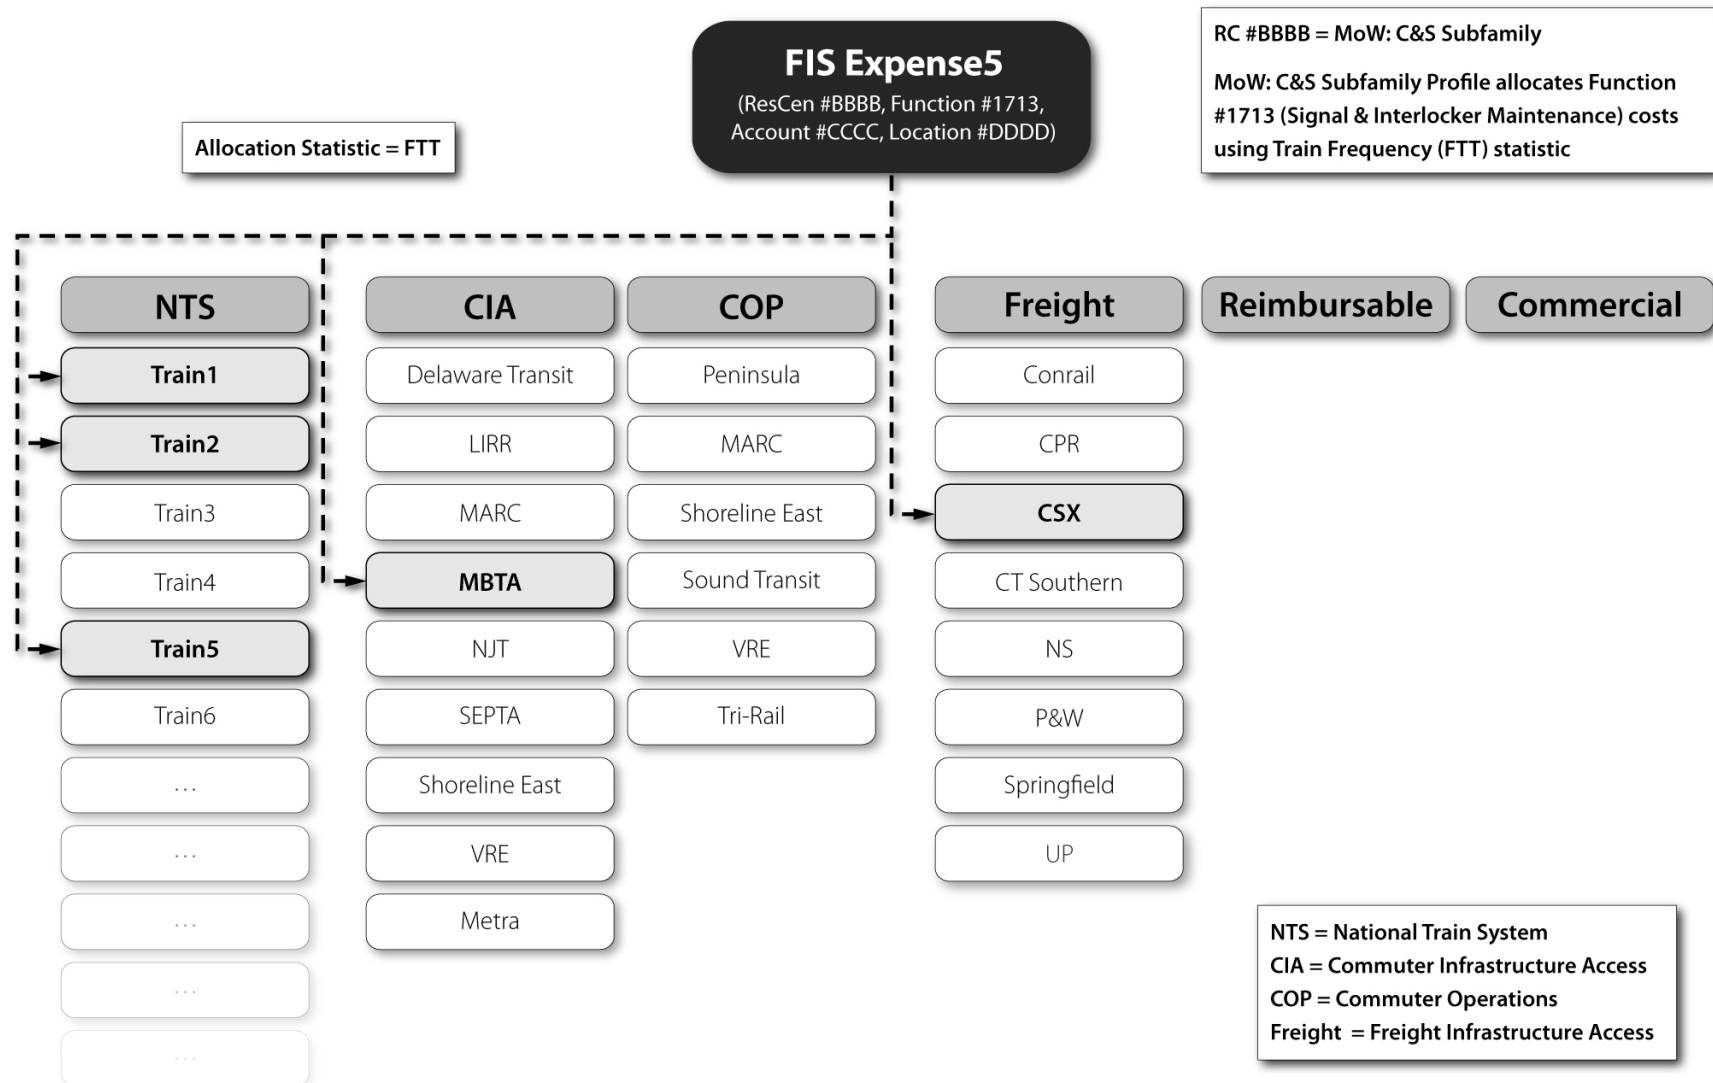 FIS Expense5
(ResCen #BBBB, Function #1713,
Account #CCCC, Location #DDDD)
RC #BBBB = MoW: C&S Subfamily
MoW: C&S Subfamily Profile allocates Function
#1713 (Signal & Interlocker Maintenance) costs
using Train Frequency (FTT) statistic
Allocation Statistic = FTT
NTS
Train1
Train2
Train3
Train4
Train5
Train6
...
...
...
...
...
CIA
Delaware Transit
LIRR
MARC
MBTA
NJT
SEPTA
Shoreline East
VRE
Metra
COP
Peninsula
MARC
Shoreline East
Sound Transit
VRE
Tri-Rail
Freight
Conrail
CPR
CSX
CT Southern
NS
P&W
Springfield
UP
Reimbursable
Commercial
NTS = National Train System
CIA = Commuter Infrastructure Access
COP = Commuter Operations
Freight = Freight Infrastructure Access